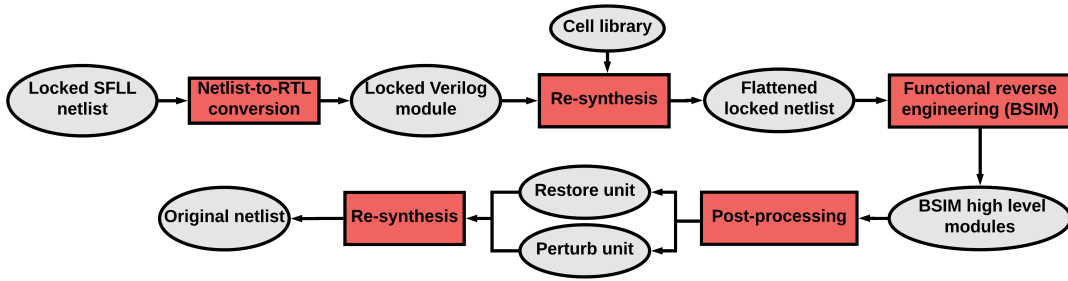 Cell library
Locked SFLL
netlist
Netlist-to-RTL
conversion
Locked Verilog
module
Re-synthesis
Flattened
locked netlist
Functional reverse
engineering (BSIM)
Original netlist
Re-synthesis
Restore unit
Perturb unit
Post-processing
BSIM high level
modules